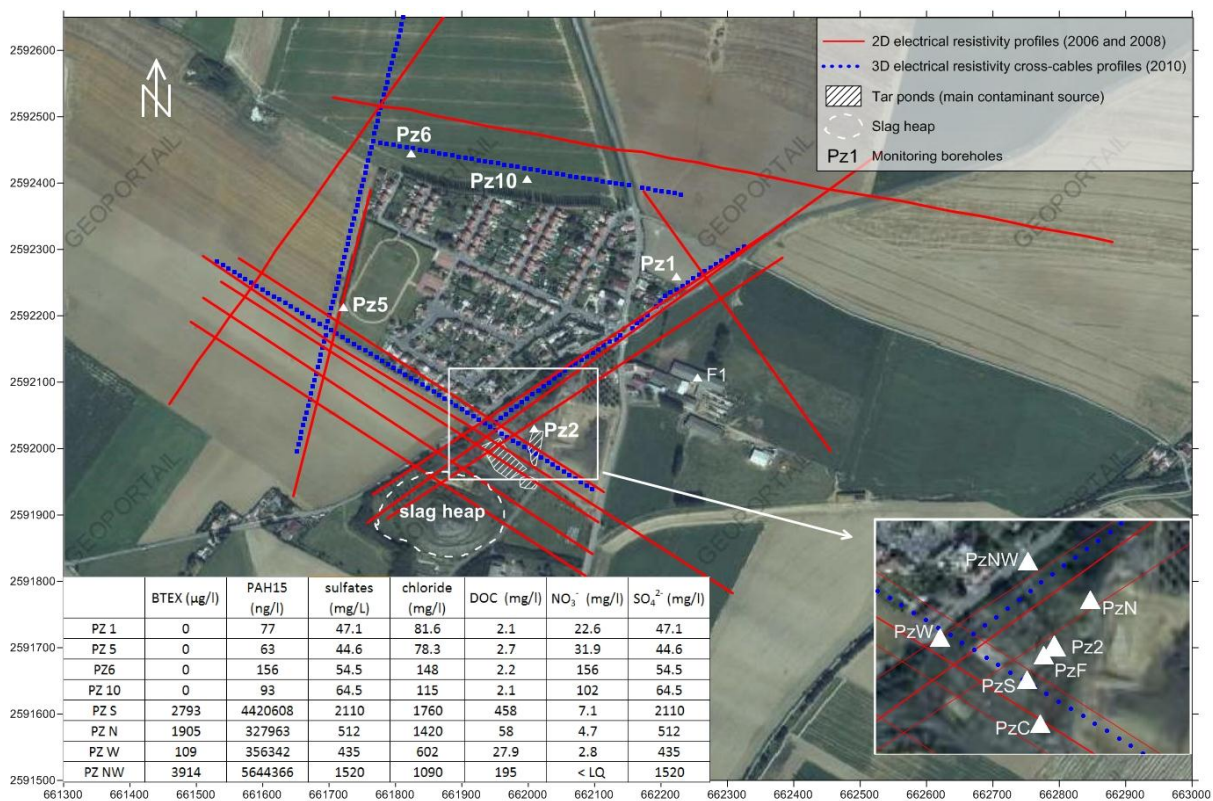 2592600
2592500
2592400
2592300
2592200
2592100
2592000
2591900
2591800
2591700
2591600
2591500
661300 661400 661500 661600 661700 661800 661900 662000 662100 662200 662300 662400 662500 662600 662700 662800 662900 663000
N
2D electrical resistivity profiles (2006 and 2008)
3D electrical resistivity cross-cables profiles (2010)
Tar ponds (main contaminant source)
Slag heap
Pz1 Monitoring boreholes
GEOPORTAIL
GEOPORTAIL
GEOPORTAIL
GEOPORTAIL
GEOPORTAIL
Pz6
Pz10
Pz1
Pz5
F1
Pz2
slag heap
PzNW
PzN
PzW
Pz2
PzF
PzS
PzC
BTEX (µg/l) PAH15 (ng/l) sulfates (mg/L) chloride (mg/l) DOC (mg/l) NO₃⁻ (mg/l) SO₄²⁻ (mg/l)
PZ 1 0 77 47.1 81.6 2.1 22.6 47.1
PZ 5 0 63 44.6 78.3 2.7 31.9 44.6
PZ6 0 156 54.5 148 2.2 156 54.5
PZ 10 0 93 64.5 115 2.1 102 64.5
PZ S 2793 4420608 2110 1760 458 7.1 2110
PZ N 1905 327963 512 1420 58 4.7 512
PZ W 109 356342 435 602 27.9 2.8 435
PZ NW 3914 5644366 1520 1090 195 < LQ 1520